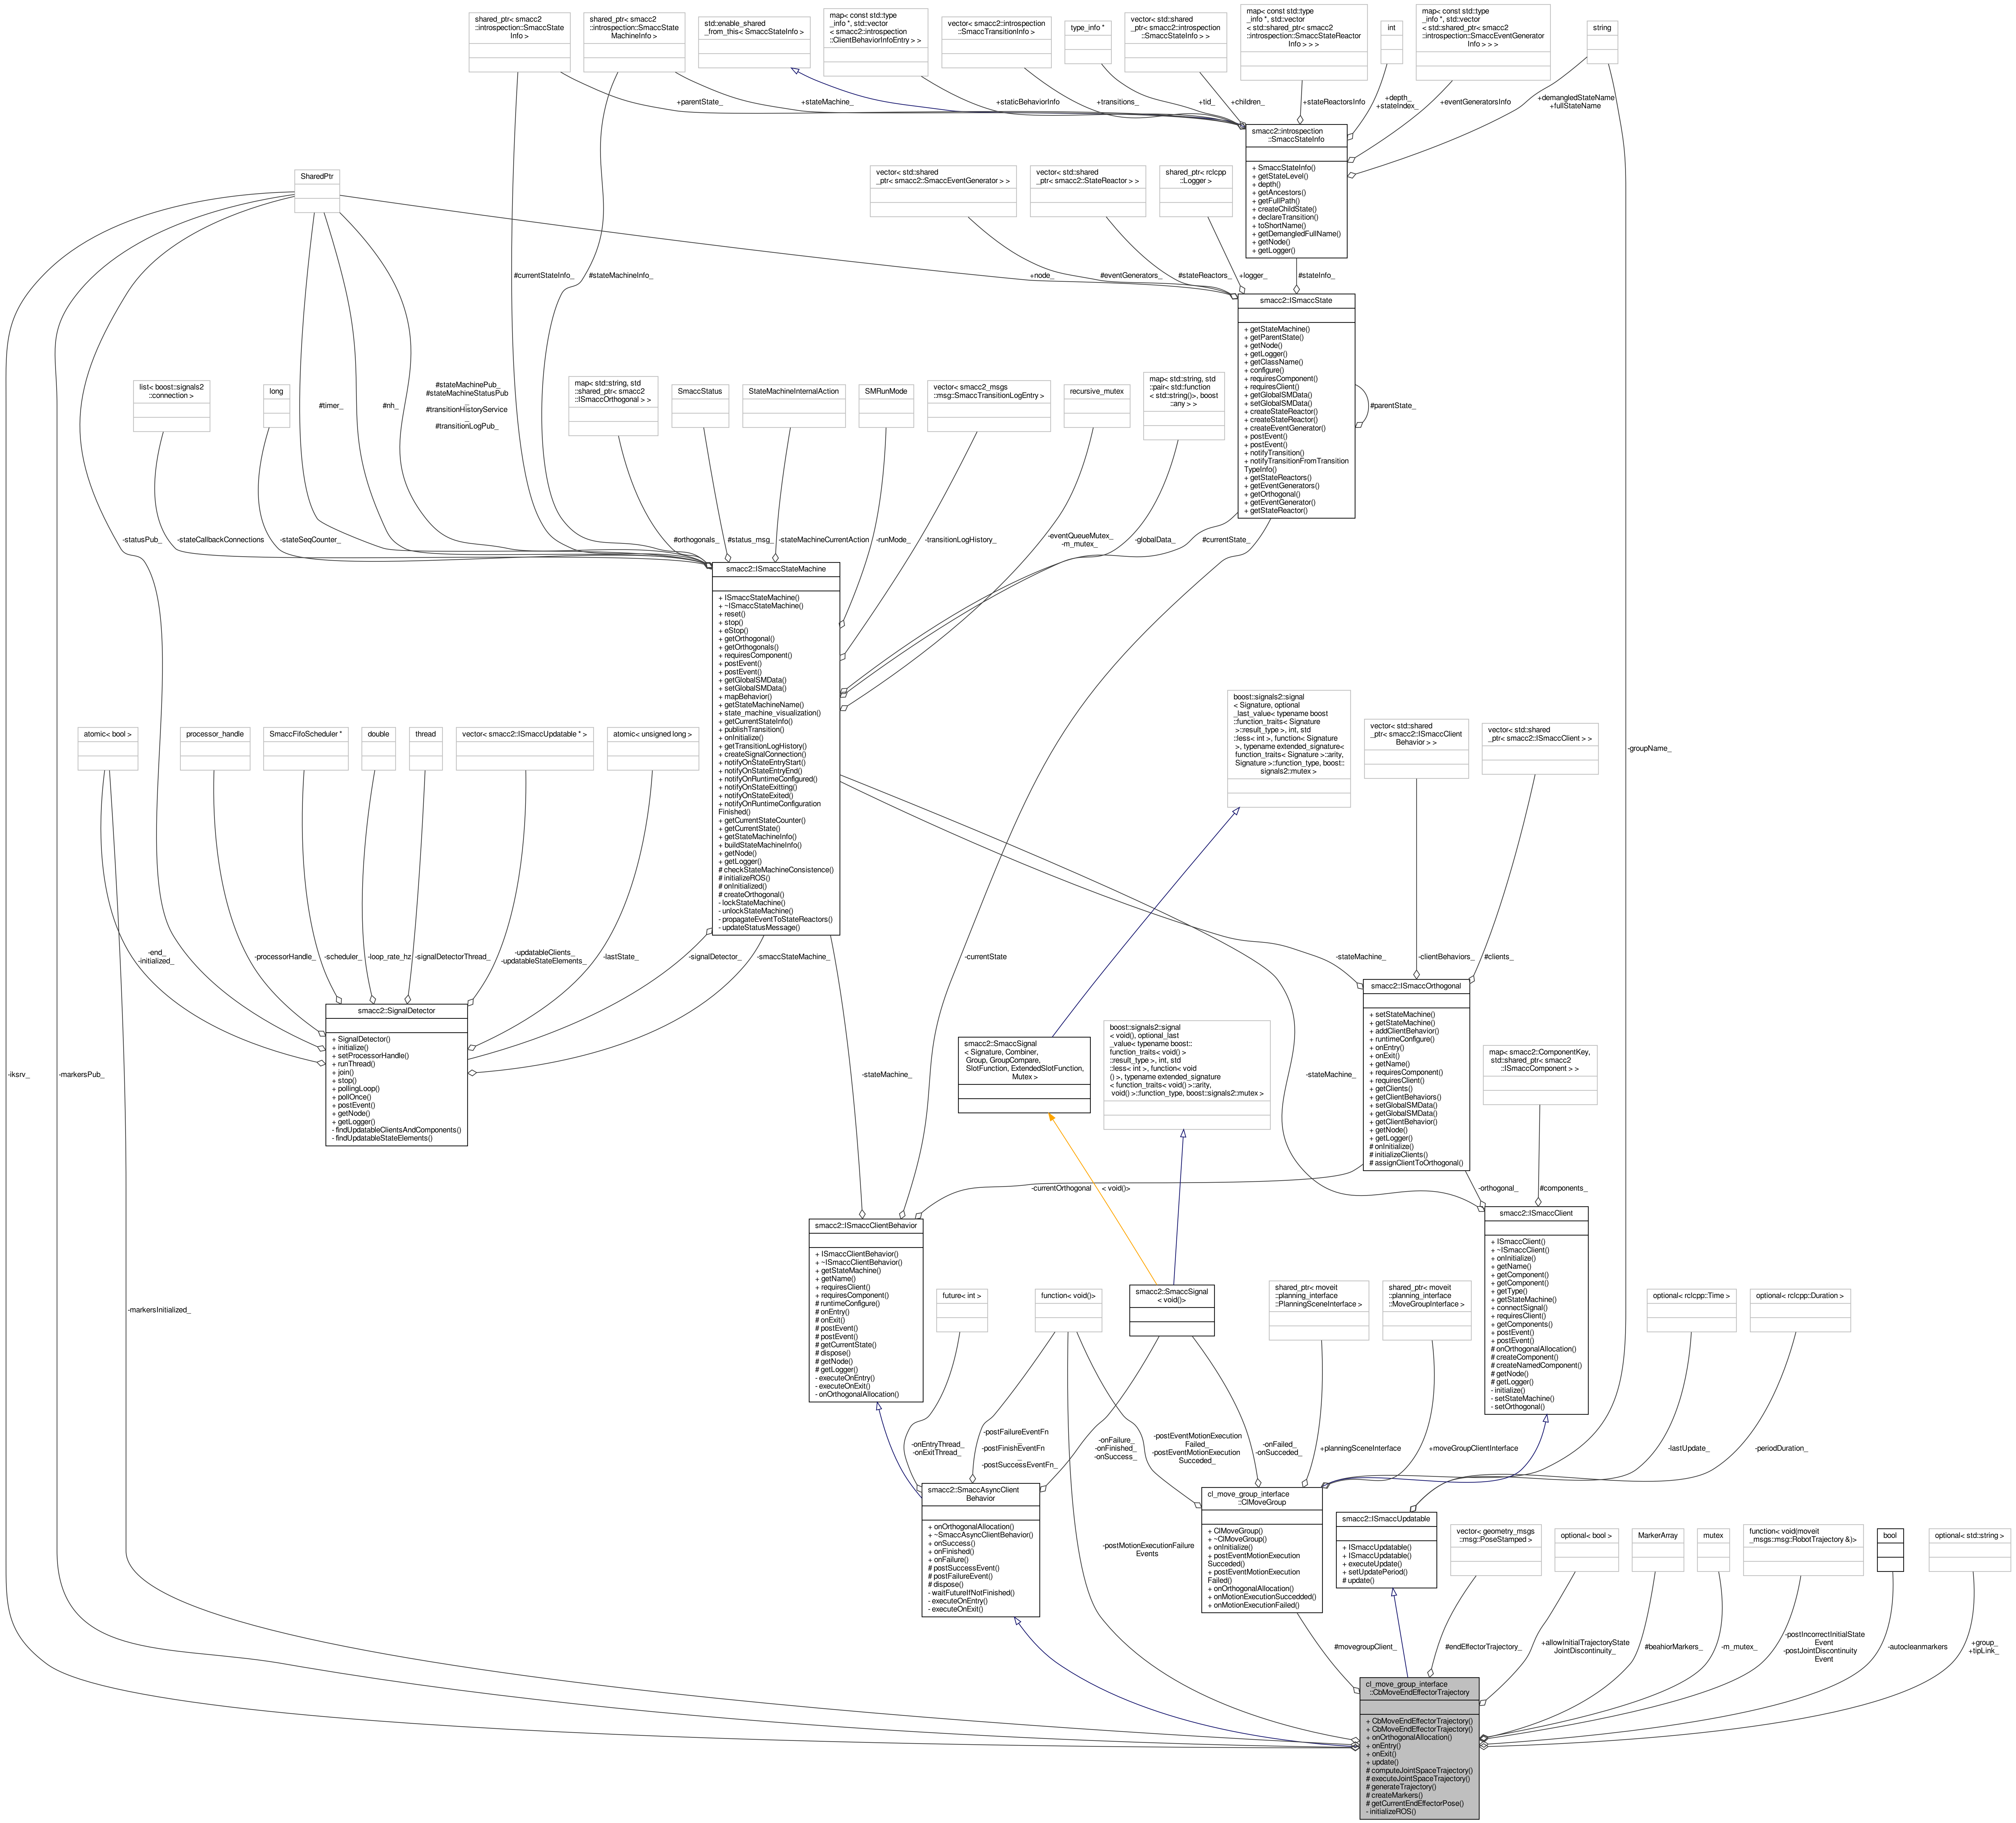 shared_ptr< smacc2
::introspection::SmaccState
Info >
shared_ptr< smacc2
::introspection::SmaccState
MachineInfo >
std::enable_shared
_from_this< SmaccStateInfo >
map< const std::type
_info *, std::vector
< smacc2::introspection
::ClientBehaviorInfoEntry > >
vector< smacc2::introspection
::SmaccTransitionInfo >
type_info *
vector< std::shared
_ptr< smacc2::introspection
::SmaccStateInfo > >
map< const std::type
_info *, std::vector
< std::shared_ptr< smacc2
::introspection::SmaccStateReactor
Info > > >
int
map< const std::type
_info *, std::vector
< std::shared_ptr< smacc2
::introspection::SmaccEventGenerator
Info > > >
string
+parentState_
+stateMachine_
+staticBehaviorInfo
+transitions_
+tid_
+children_
+stateReactorsInfo
+depth_
+stateIndex_
+eventGeneratorsInfo
+demangledStateName
+fullStateName
smacc2::introspection
::SmaccStateInfo
+ SmaccStateInfo()
+ getStateLevel()
+ depth()
+ getAncestors()
+ getFullPath()
+ createChildState()
+ declareTransition()
+ toShortName()
+ getDemangledFullName()
+ getNode()
+ getLogger()
SharedPtr
vector< std::shared
_ptr< smacc2::SmaccEventGenerator > >
vector< std::shared
_ptr< smacc2::StateReactor > >
shared_ptr< rclcpp
::Logger >
#currentStateInfo_
#stateMachineInfo_
+node_
#eventGenerators_
#stateReactors_
+logger_
#stateInfo_
smacc2::ISmaccState
+ getStateMachine()
+ getParentState()
+ getNode()
+ getLogger()
+ getClassName()
+ configure()
+ requiresComponent()
+ requiresClient()
+ getGlobalSMData()
+ setGlobalSMData()
+ createStateReactor()
+ createStateReactor()
+ createEventGenerator()
+ postEvent()
+ postEvent()
+ notifyTransition()
+ notifyTransitionFromTransition
TypeInfo()
+ getStateReactors()
+ getEventGenerators()
+ getOrthogonal()
+ getEventGenerator()
+ getStateReactor()
#parentState_
list< boost::signals2
::connection >
long
#timer_
#nh_
#stateMachinePub_
#stateMachineStatusPub
_
#transitionHistoryService
_
#transitionLogPub_
map< std::string, std
::shared_ptr< smacc2
::ISmaccOrthogonal > >
SmaccStatus
StateMachineInternalAction
SMRunMode
vector< smacc2_msgs
::msg::SmaccTransitionLogEntry >
recursive_mutex
map< std::string, std
::pair< std::function
< std::string()>, boost
::any > >
-statusPub_
-stateCallbackConnections
-stateSeqCounter_
#orthogonals_
#status_msg_
-stateMachineCurrentAction
-runMode_
-transitionLogHistory_
-eventQueueMutex_
-m_mutex_
-globalData_
#currentState_
smacc2::ISmaccStateMachine
+ ISmaccStateMachine()
+ ~ISmaccStateMachine()
+ reset()
+ stop()
+ eStop()
+ getOrthogonal()
+ getOrthogonals()
+ requiresComponent()
+ postEvent()
+ postEvent()
+ getGlobalSMData()
+ setGlobalSMData()
+ mapBehavior()
+ getStateMachineName()
+ state_machine_visualization()
+ getCurrentStateInfo()
+ publishTransition()
+ onInitialize()
+ getTransitionLogHistory()
+ createSignalConnection()
+ notifyOnStateEntryStart()
+ notifyOnStateEntryEnd()
+ notifyOnRuntimeConfigured()
+ notifyOnStateExitting()
+ notifyOnStateExited()
+ notifyOnRuntimeConfiguration
Finished()
+ getCurrentStateCounter()
+ getCurrentState()
+ getStateMachineInfo()
+ buildStateMachineInfo()
+ getNode()
+ getLogger()
# checkStateMachineConsistence()
# initializeROS()
# onInitialized()
# createOrthogonal()
- lockStateMachine()
- unlockStateMachine()
- propagateEventToStateReactors()
- updateStatusMessage()
atomic< bool >
processor_handle
SmaccFifoScheduler *
double
thread
vector< smacc2::ISmaccUpdatable * >
atomic< unsigned long >
boost::signals2::signal
< Signature, optional
_last_value< typename boost
::function_traits< Signature
>::result_type >, int, std
::less< int >, function< Signature
>, typename extended_signature<
function_traits< Signature >::arity,
Signature >::function_type, boost::
signals2::mutex >
vector< std::shared
_ptr< smacc2::ISmaccClient
Behavior > >
vector< std::shared
_ptr< smacc2::ISmaccClient > >
-groupName_
-end_
-initialized_
-processorHandle_
-scheduler_
-loop_rate_hz
-signalDetectorThread_
-updatableClients_
-updatableStateElements_
-lastState_
-signalDetector_
-smaccStateMachine_
-currentState
-stateMachine_
-clientBehaviors_
#clients_
smacc2::SignalDetector
+ SignalDetector()
+ initialize()
+ setProcessorHandle()
+ runThread()
+ join()
+ stop()
+ pollingLoop()
+ pollOnce()
+ postEvent()
+ getNode()
+ getLogger()
- findUpdatableClientsAndComponents()
- findUpdatableStateElements()
smacc2::ISmaccOrthogonal
+ setStateMachine()
+ getStateMachine()
+ addClientBehavior()
+ runtimeConfigure()
+ onEntry()
+ onExit()
+ getName()
+ requiresComponent()
+ requiresClient()
+ getClients()
+ getClientBehaviors()
+ setGlobalSMData()
+ getGlobalSMData()
+ getClientBehavior()
+ getNode()
+ getLogger()
# onInitialize()
# initializeClients()
# assignClientToOrthogonal()
smacc2::SmaccSignal
< Signature, Combiner,
Group, GroupCompare,
SlotFunction, ExtendedSlotFunction,
Mutex >
boost::signals2::signal
< void(), optional_last
_value< typename boost::
function_traits< void() >
::result_type >, int, std
::less< int >, function< void
() >, typename extended_signature
< function_traits< void() >::arity,
void() >::function_type, boost::signals2::mutex >
map< smacc2::ComponentKey,
std::shared_ptr< smacc2
::ISmaccComponent > >
-iksrv_
-markersPub_
-stateMachine_
-stateMachine_
-currentOrthogonal
< void()>
-orthogonal_
#components_
smacc2::ISmaccClientBehavior
+ ISmaccClientBehavior()
+ ~ISmaccClientBehavior()
+ getStateMachine()
+ getName()
+ requiresClient()
+ requiresComponent()
# runtimeConfigure()
# onEntry()
# onExit()
# postEvent()
# postEvent()
# getCurrentState()
# dispose()
# getNode()
# getLogger()
- executeOnEntry()
- executeOnExit()
- onOrthogonalAllocation()
smacc2::ISmaccClient
+ ISmaccClient()
+ ~ISmaccClient()
+ onInitialize()
+ getName()
+ getComponent()
+ getComponent()
+ getType()
+ getStateMachine()
+ connectSignal()
+ requiresClient()
+ getComponents()
+ postEvent()
+ postEvent()
# onOrthogonalAllocation()
# createComponent()
# createNamedComponent()
# getNode()
# getLogger()
- initialize()
- setStateMachine()
- setOrthogonal()
-markersInitialized_
future< int >
function< void()>
smacc2::SmaccSignal
< void()>
shared_ptr< moveit
::planning_interface
::PlanningSceneInterface >
shared_ptr< moveit
::planning_interface
::MoveGroupInterface >
optional< rclcpp::Time >
optional< rclcpp::Duration >
-onEntryThread_
-onExitThread_
-postFailureEventFn
_
-postFinishEventFn
_
-postSuccessEventFn_
-onFailure_
-onFinished_
-onSuccess_
-postEventMotionExecution
Failed_
-postEventMotionExecution
Succeded_
-onFailed_
-onSucceded_
+planningSceneInterface
+moveGroupClientInterface
-lastUpdate_
-periodDuration_
smacc2::SmaccAsyncClient
Behavior
+ onOrthogonalAllocation()
+ ~SmaccAsyncClientBehavior()
+ onSuccess()
+ onFinished()
+ onFailure()
# postSuccessEvent()
# postFailureEvent()
# dispose()
- waitFutureIfNotFinished()
- executeOnEntry()
- executeOnExit()
-postMotionExecutionFailure
Events
cl_move_group_interface
::ClMoveGroup
+ ClMoveGroup()
+ ~ClMoveGroup()
+ onInitialize()
+ postEventMotionExecution
Succeded()
+ postEventMotionExecution
Failed()
+ onOrthogonalAllocation()
+ onMotionExecutionSuccedded()
+ onMotionExecutionFailed()
smacc2::ISmaccUpdatable
+ ISmaccUpdatable()
+ ISmaccUpdatable()
+ executeUpdate()
+ setUpdatePeriod()
# update()
vector< geometry_msgs
::msg::PoseStamped >
optional< bool >
MarkerArray
mutex
function< void(moveit
_msgs::msg::RobotTrajectory &)>
bool
optional< std::string >
#movegroupClient_
#endEffectorTrajectory_
+allowInitialTrajectoryState
JointDiscontinuity_
#beahiorMarkers_
-m_mutex_
-postIncorrectInitialState
Event
-postJointDiscontinuity
Event
-autocleanmarkers
+group_
+tipLink_
cl_move_group_interface
::CbMoveEndEffectorTrajectory
+ CbMoveEndEffectorTrajectory()
+ CbMoveEndEffectorTrajectory()
+ onOrthogonalAllocation()
+ onEntry()
+ onExit()
+ update()
# computeJointSpaceTrajectory()
# executeJointSpaceTrajectory()
# generateTrajectory()
# createMarkers()
# getCurrentEndEffectorPose()
- initializeROS()